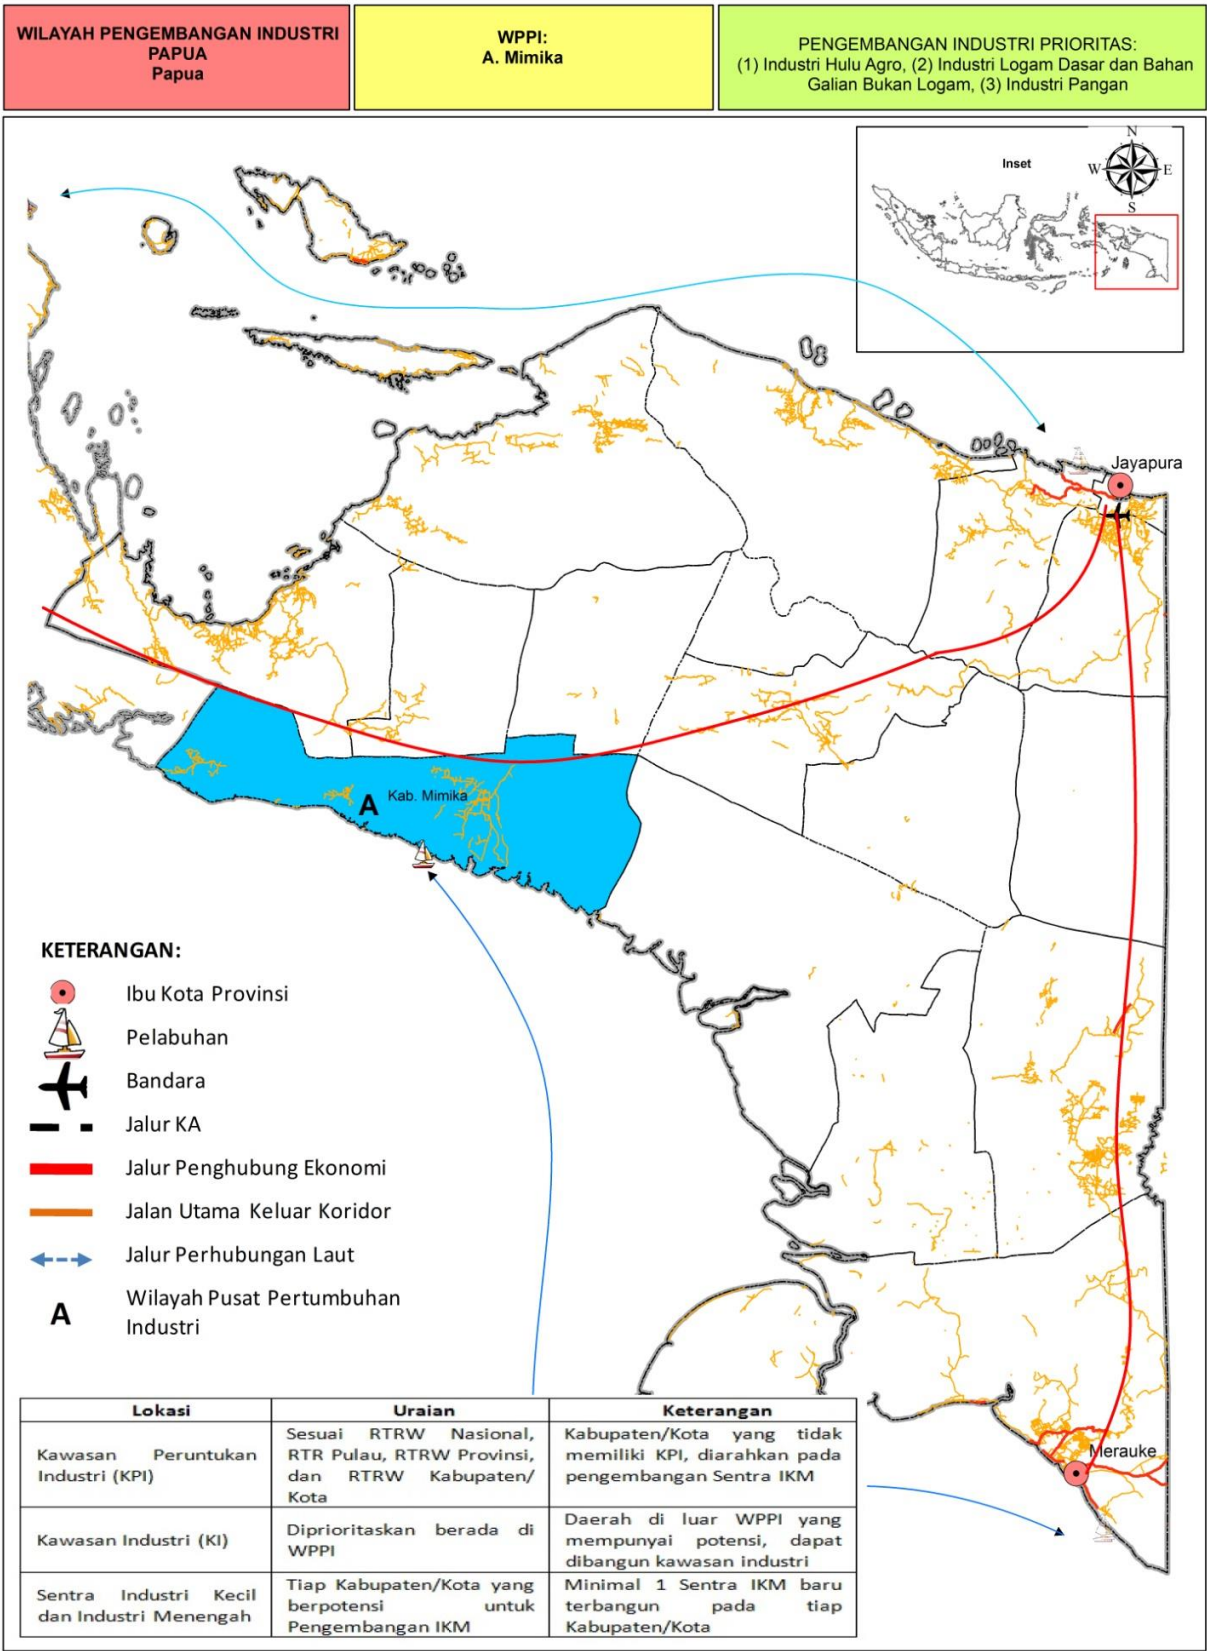 WILAYAH PENGEMBANGAN INDUSTRI
PAPUA
Papua
WPPI:
A. Mimika
PENGEMBANGAN INDUSTRI PRIORITAS:
(1) Industri Hulu Agro, (2) Industri Logam Dasar dan Bahan
Galian Bukan Logam, (3) Industri Pangan
Inset
N
W
E
S
Jayapura
A
Kab. Mimika
KETERANGAN:
Ibu Kota Provinsi
Pelabuhan
Bandara
Jalur KA
Jalur Penghubung Ekonomi
Jalan Utama Keluar Koridor
Jalur Perhubungan Laut
A
Wilayah Pusat Pertumbuhan
Industri
Merauke
Lokasi
Uraian
Keterangan
Kawasan Peruntukan
Industri (KPI)
Sesuai RTRW Nasional,
RTR Pulau, RTRW Provinsi,
dan RTRW Kabupaten/
Kota
Kabupaten/Kota yang tidak
memiliki KPI, diarahkan pada
pengembangan Sentra IKM
Kawasan Industri (KI)
Diprioritaskan berada di
WPPI
Daerah di luar WPPI yang
mempunyai potensi, dapat
dibangun kawasan industri
Sentra Industri Kecil
dan Industri Menengah
Tiap Kabupaten/Kota yang
berpotensi untuk
Pengembangan IKM
Minimal 1 Sentra IKM baru
terbangun pada tiap
Kabupaten/Kota